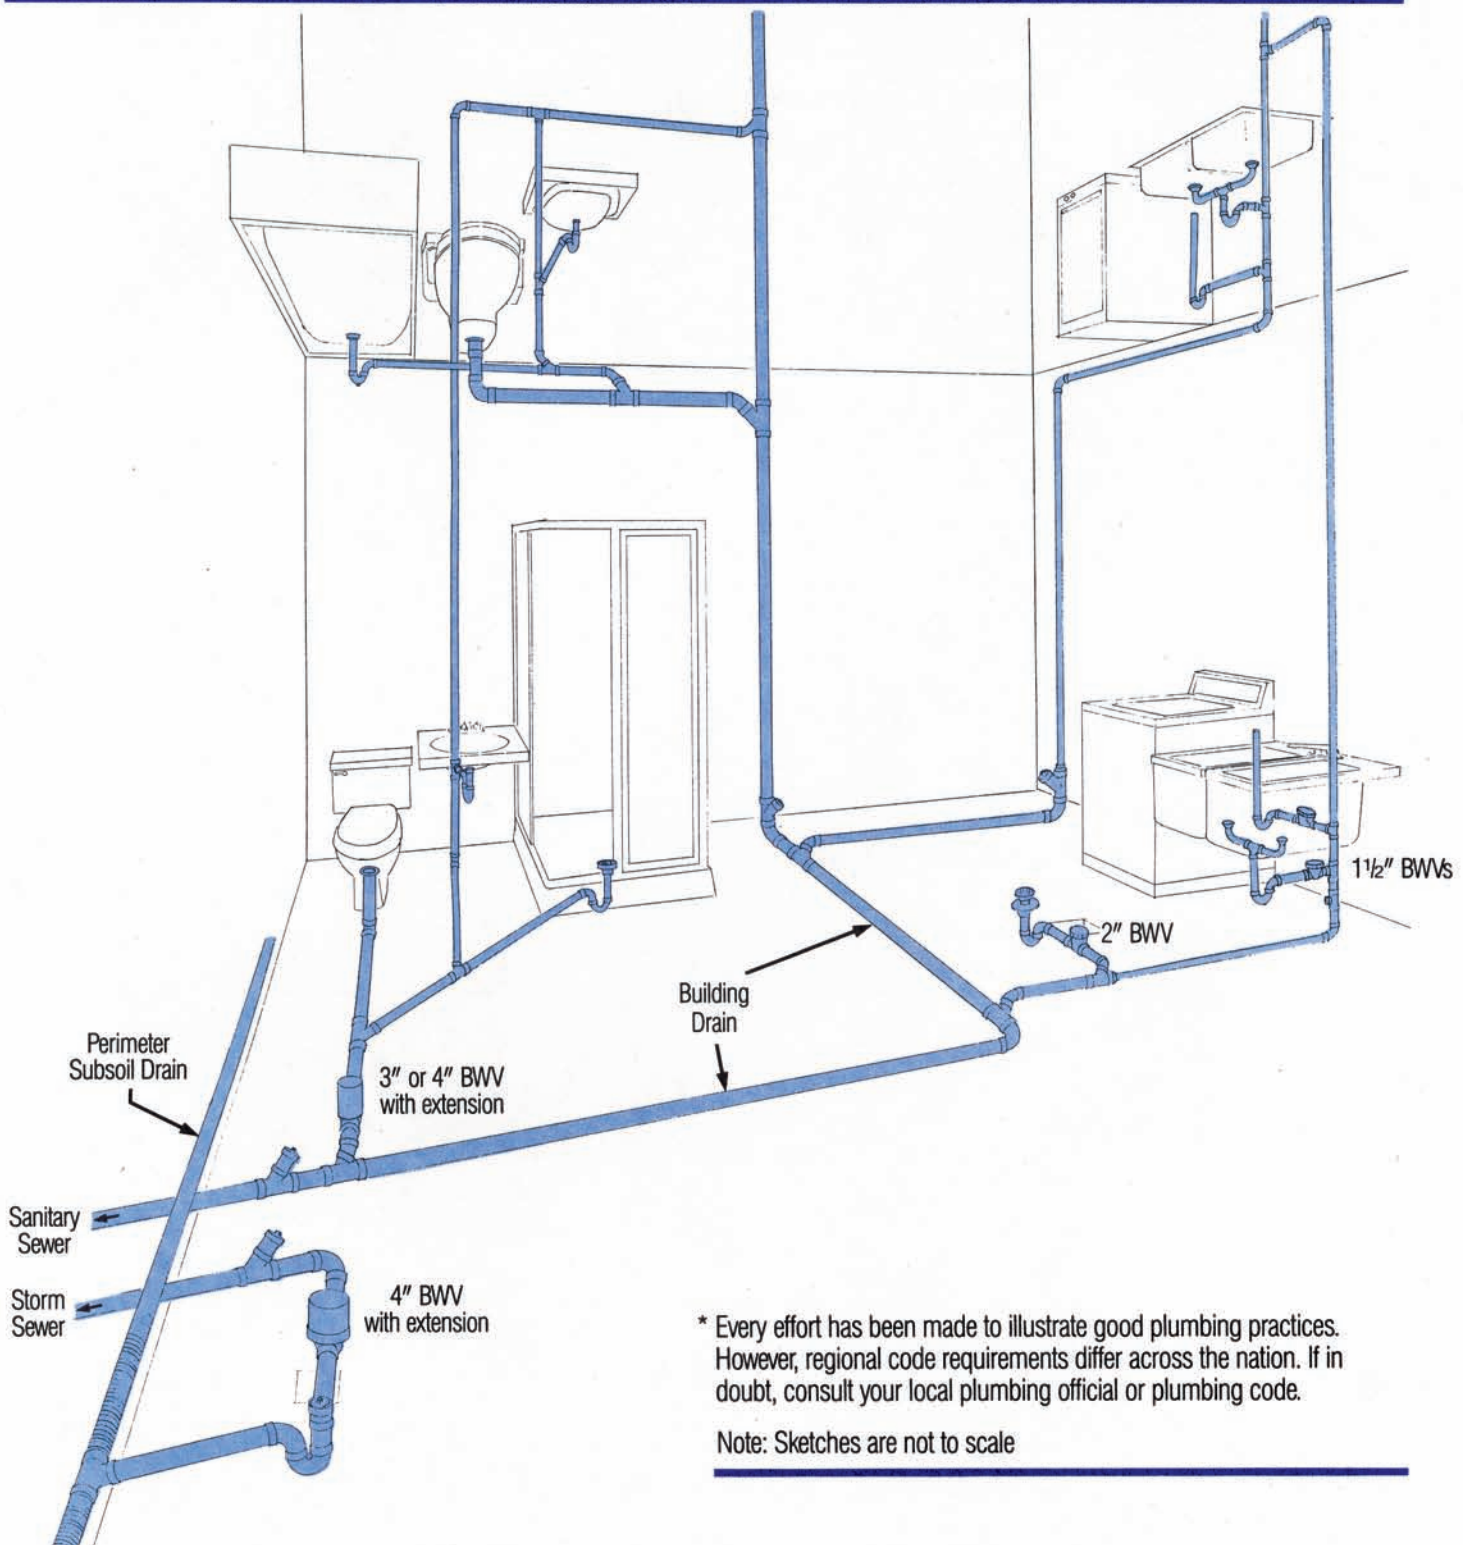 1½″ BWVs
2″ BWV
Building
Drain
Perimeter
Subsoil Drain
3″ or 4″ BWV
with extension
Sanitary
Sewer
Storm
Sewer
4″ BWV
with extension
* Every effort has been made to illustrate good plumbing practices.
However, regional code requirements differ across the nation. If in
doubt, consult your local plumbing official or plumbing code.
Note: Sketches are not to scale